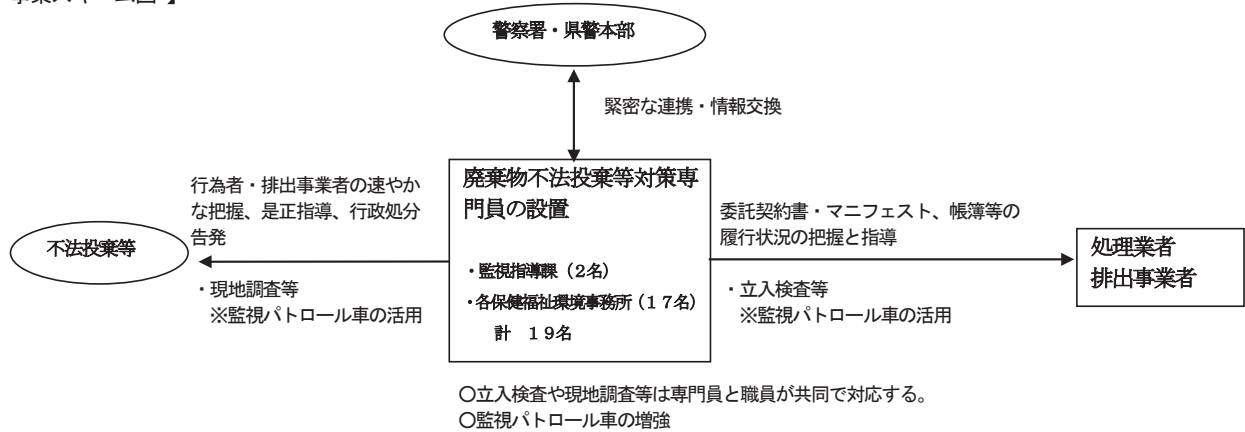 警察署・県警本部
緊密な連携・情報交換
行為者・排出事業者の速やか
な把握、是正指導、行政処分
告発
不法投棄等
・現地調査等
※監視パトロール車の活用
廃棄物不法投棄等対策専
門員の設置
・監視指導課（2名）
・各保健福祉環境事務所（１７名）
計　１９名
委託契約書・マニフェスト、帳簿等の
履行状況の把握と指導
・立入検査等
※監視パトロール車の活用
処理業者
排出事業者
〇立入検査や現地調査等は専門員と職員が共同で対応する。
〇監視パトロール車の増強